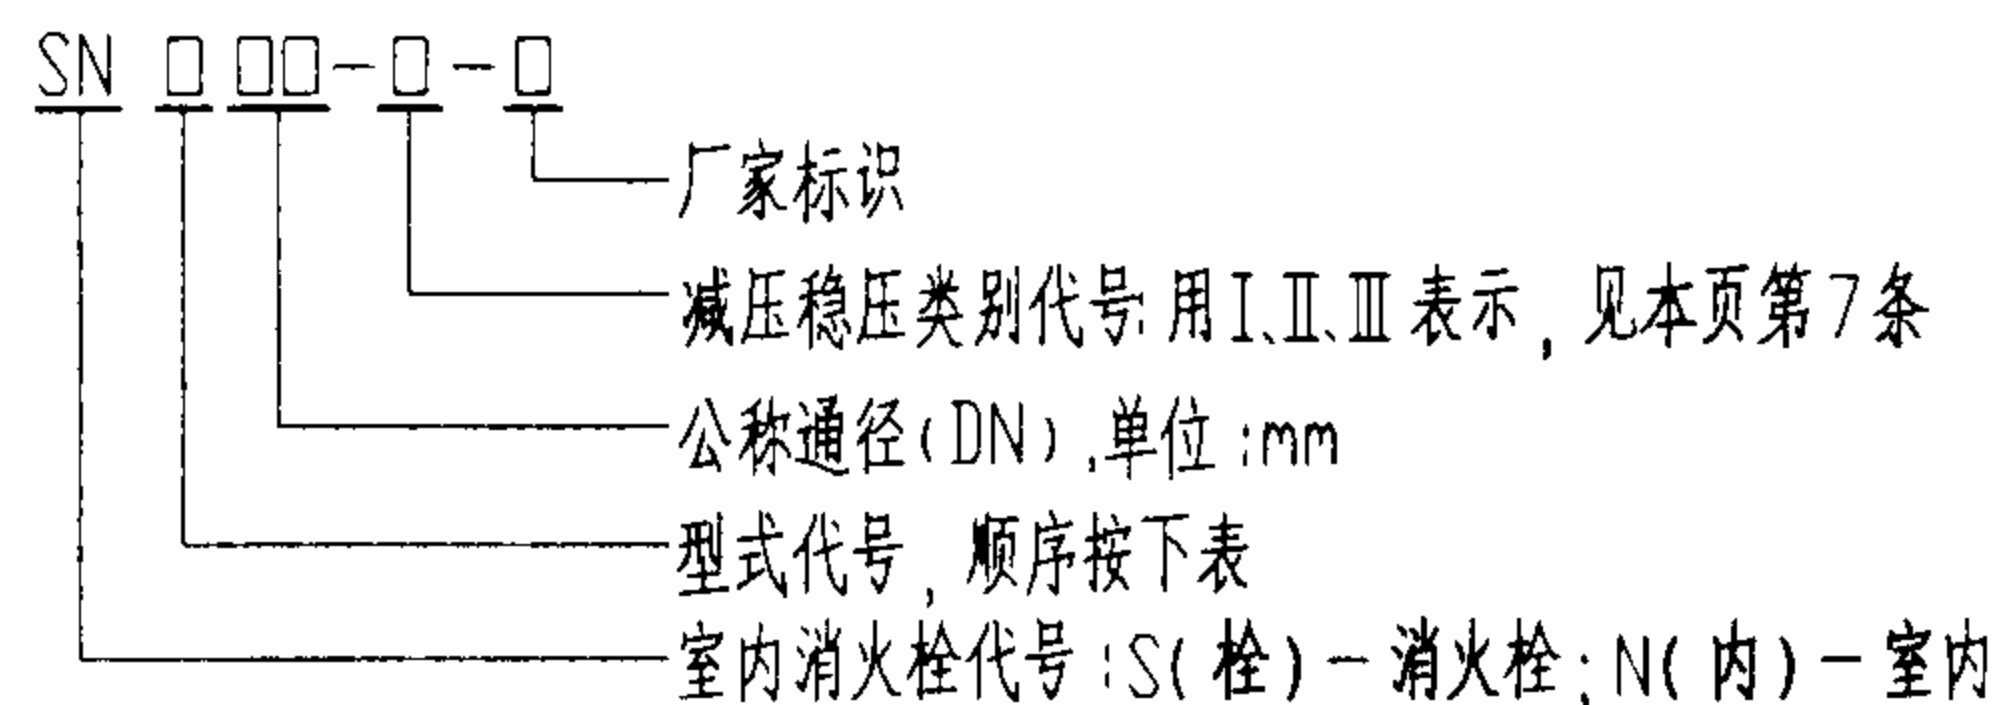 SN □ □□-□-□
厂家标识
减压稳压类别代号:用Ⅰ、Ⅱ、Ⅲ表示,见本页第7条
公称通径(DN),单位:mm
型式代号,顺序按下表
室内消火栓代号:S(栓)-消火栓;N(内)-室内